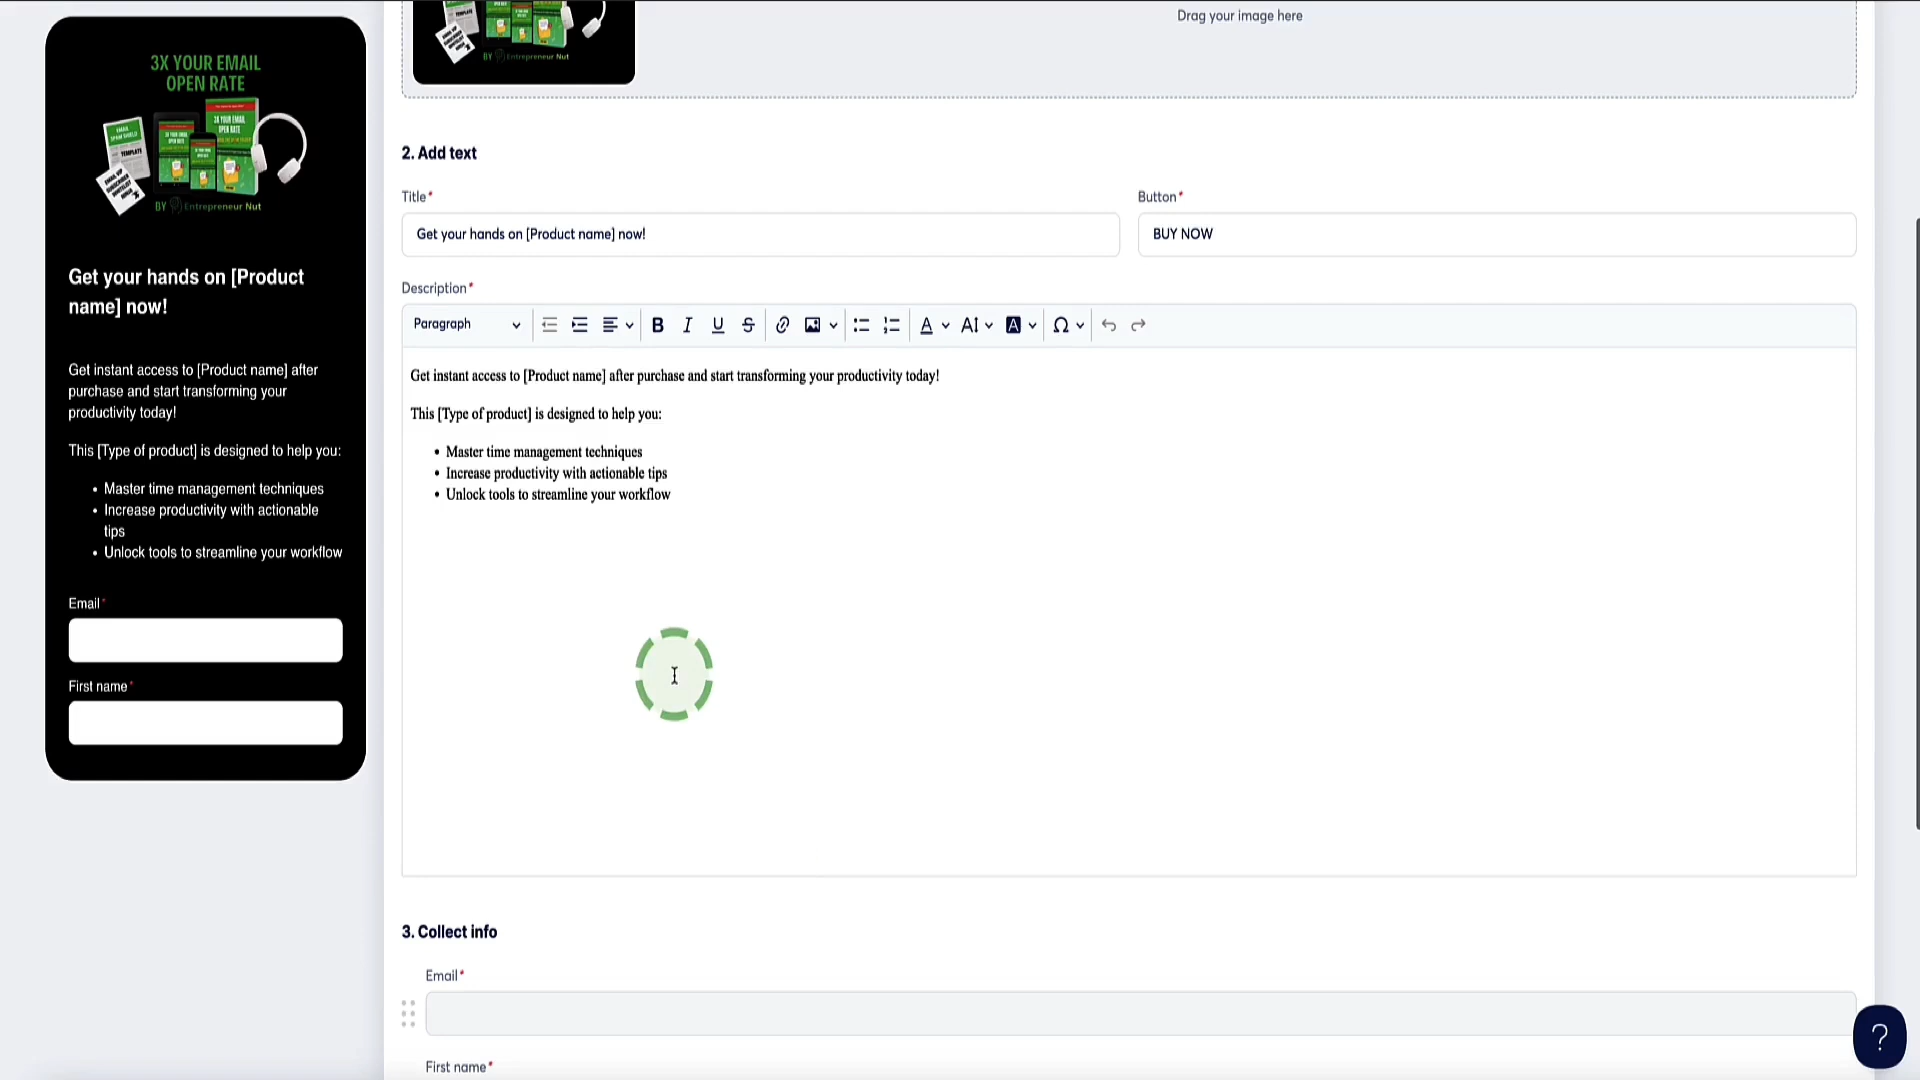 3X YOUR EMAIL
OPEN RATE
BY Entrepreneur Nut
Get your hands on [Product
name] now!
Get instant access to [Product name] after
purchase and start transforming your
productivity today!
This [Type of product] is designed to help you:
• Master time management techniques
• Increase productivity with actionable
tips
• Unlock tools to streamline your workflow
Email*
First name*
BY Entrepreneur Nut
Drag your image here
2. Add text
Title*
Button*
Get your hands on [Product name] now!
BUY NOW
Description*
Paragraph
Get instant access to [Product name] after purchase and start transforming your productivity today!
This [Type of product] is designed to help you:
• Master time management techniques
• Increase productivity with actionable tips
• Unlock tools to streamline your workflow
3. Collect info
Email*
First name*
?